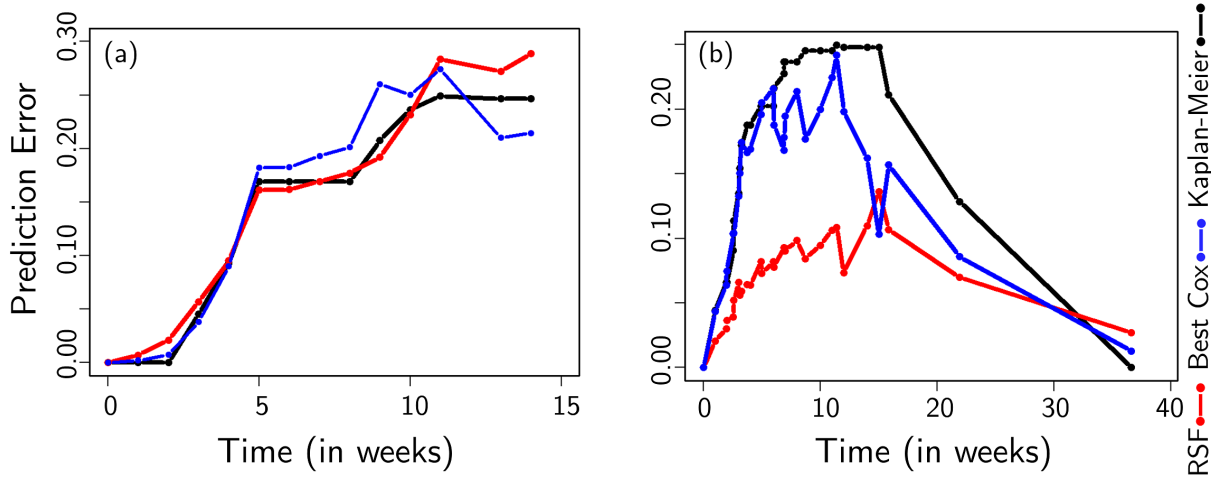 (a)
Prediction Error
0.00 0.10 0.20 0.30
0 5 10 15
Time (in weeks)
(b)
0.00 0.10 0.20
0 10 20 30 40
Time (in weeks)
RSF Best Cox Kaplan-Meier